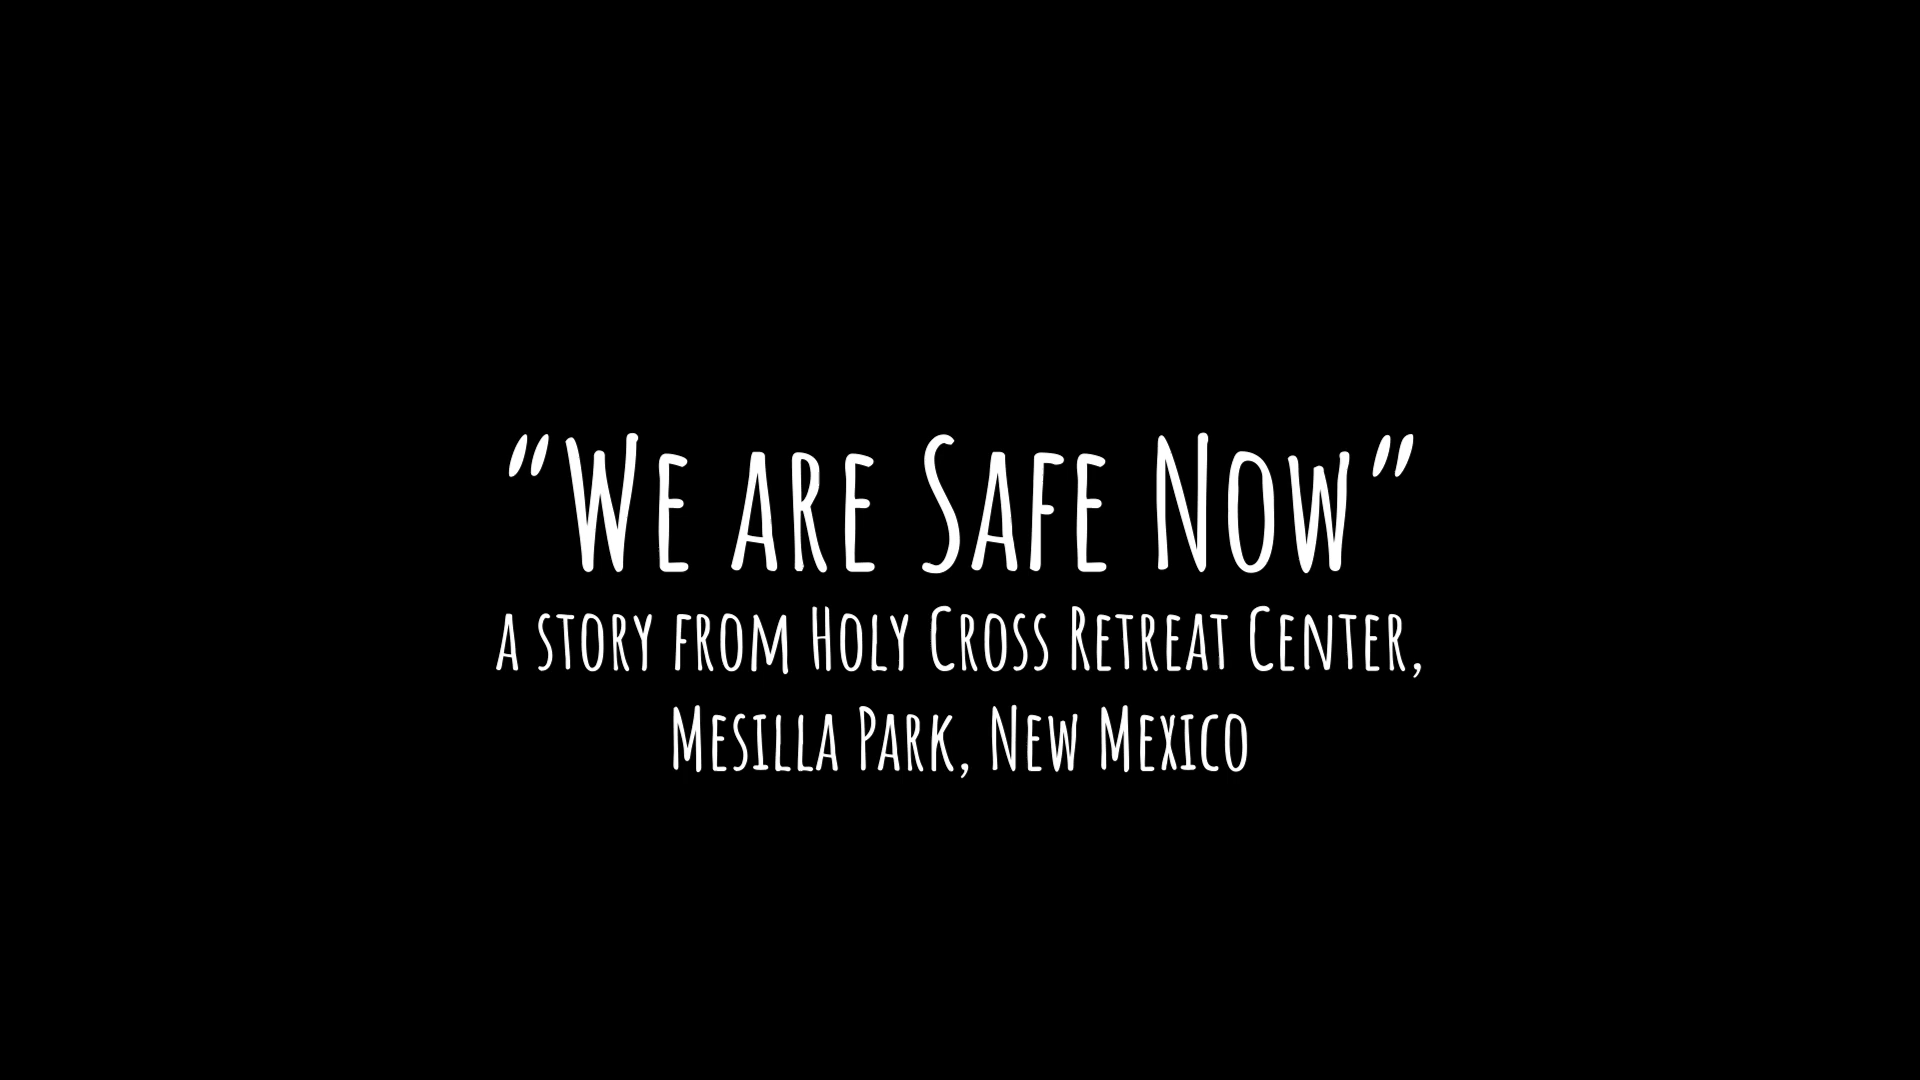 “We are Safe Now”
a story from Holy Cross Retreat Center,
Mesilla Park, New Mexico